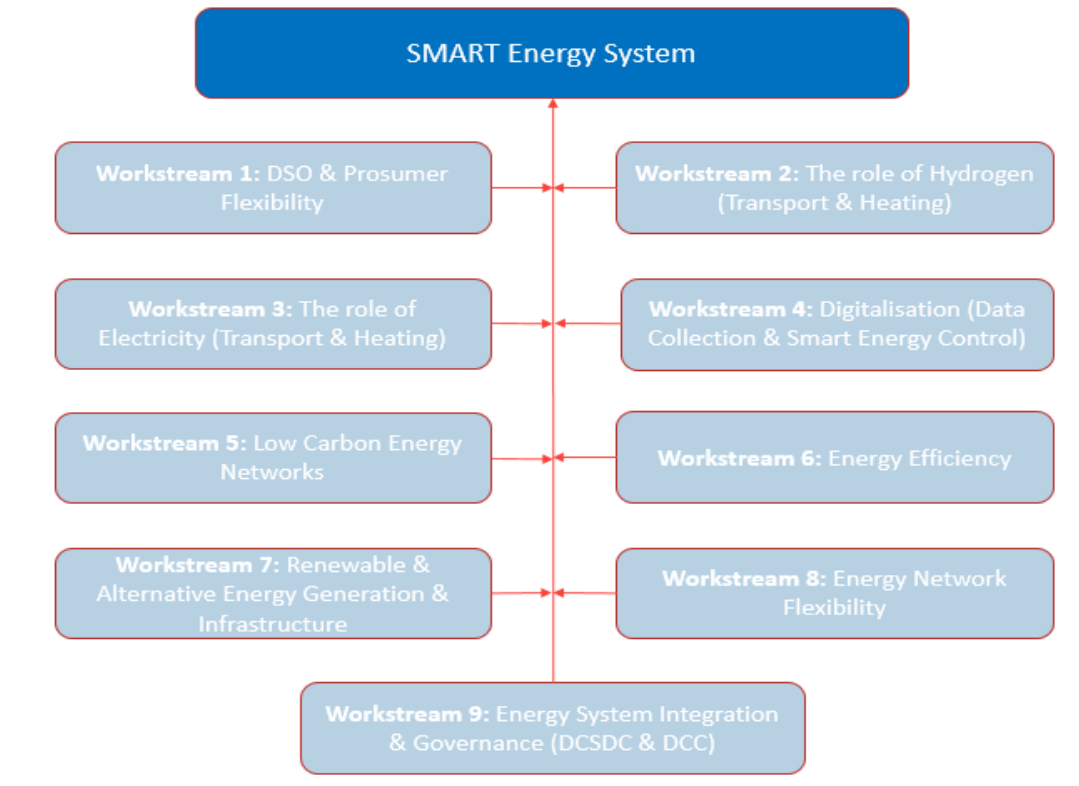 SMART Energy System
Workstream 1: DSO & Prosumer
Flexibility
Workstream 2: The role of Hydrogen
(Transport & Heating)
Workstream 3: The role of
Electricity (Transport & Heating)
Workstream 4: Digitalisation (Data
Collection & Smart Energy Control)
Workstream 5: Low Carbon Energy
Networks
Workstream 6: Energy Efficiency
Workstream 7: Renewable &
Alternative Energy Generation &
Infrastructure
Workstream 8: Energy Network
Flexibility
Workstream 9: Energy System Integration
& Governance (DCSDC & DCC)